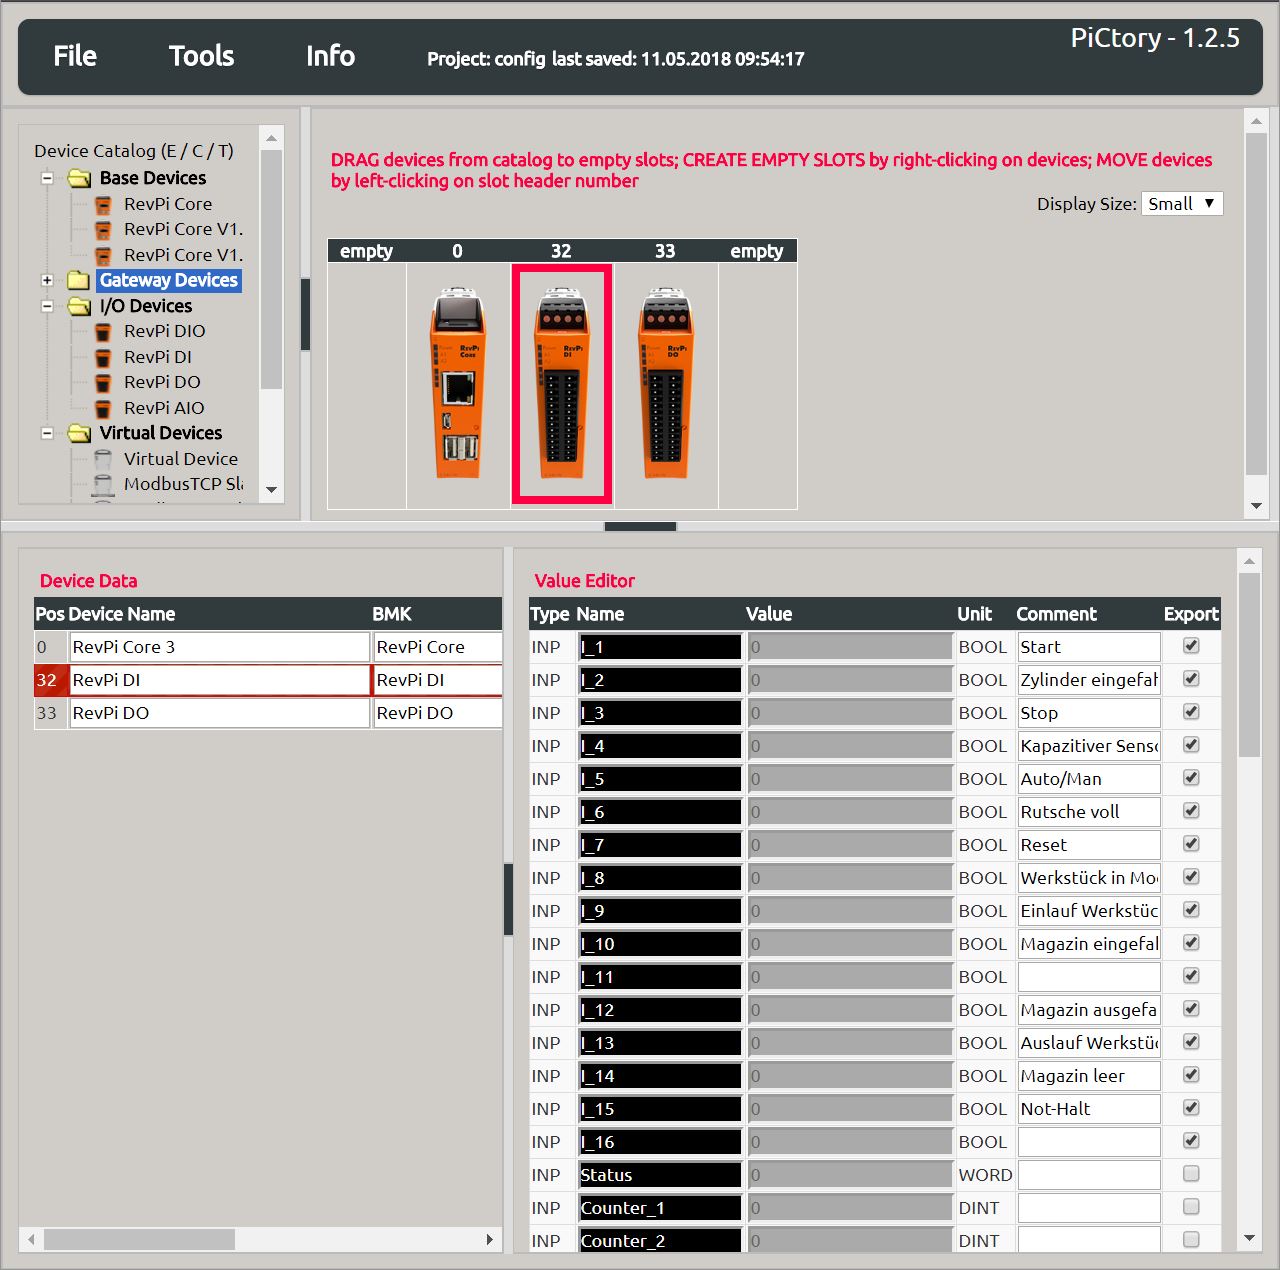 File Tools Info Project: config last saved: 11.05.2018 09:54:17 PiCtory - 1.2.5
Device Catalog (E / C / T)
Base Devices
RevPi Core
RevPi Core V1.
RevPi Core V1.
Gateway Devices
I/O Devices
RevPi DIO
RevPi DI
RevPi DO
RevPi AIO
Virtual Devices
Virtual Device
ModbusTCP Sla
DRAG devices from catalog to empty slots; CREATE EMPTY SLOTS by right-clicking on devices; MOVE devices
by left-clicking on slot header number
Display Size: Small
empty 0 32 33 empty
RevPi Core
RevPi DI
RevPi DO
Device Data
Pos Device Name BMK
0 RevPi Core 3 RevPi Core
32 RevPi DI RevPi DI
33 RevPi DO RevPi DO
Value Editor
Type Name Value Unit Comment Export
INP I_1 0 BOOL Start
INP I_2 0 BOOL Zylinder eingefah
INP I_3 0 BOOL Stop
INP I_4 0 BOOL Kapazitiver Senso
INP I_5 0 BOOL Auto/Man
INP I_6 0 BOOL Rutsche voll
INP I_7 0 BOOL Reset
INP I_8 0 BOOL Werkstück in Mo
INP I_9 0 BOOL Einlauf Werkstüc
INP I_10 0 BOOL Magazin eingefal
INP I_11 0 BOOL
INP I_12 0 BOOL Magazin ausgefa
INP I_13 0 BOOL Auslauf Werkstü
INP I_14 0 BOOL Magazin leer
INP I_15 0 BOOL Not-Halt
INP I_16 0 BOOL
INP Status 0 WORD
INP Counter_1 0 DINT
INP Counter_2 0 DINT